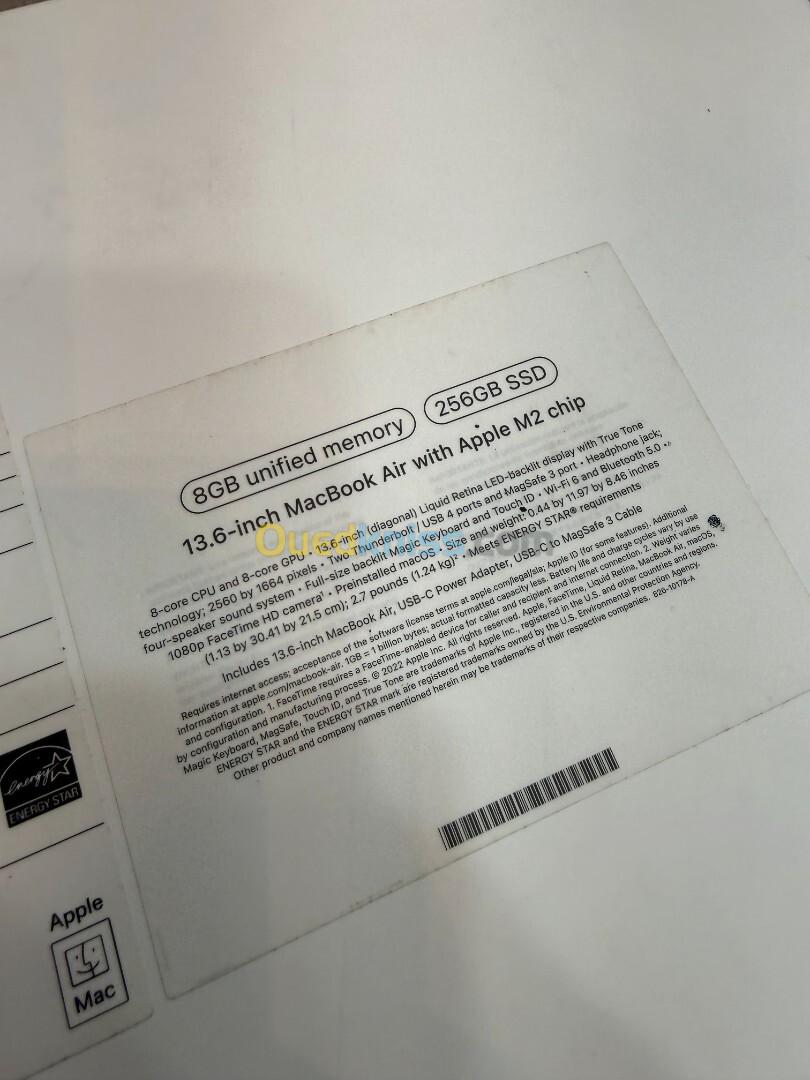 8GB unified memory
256GB SSD
13.6-inch MacBook Air with Apple M2 chip
8-core CPU and 8-core GPU • 13.6-inch (diagonal) Liquid Retina LED-backlit display with True Tone
technology; 2560 by 1664 pixels • Two Thunderbolt / USB 4 ports and MagSafe 3 port • Headphone jack;
four-speaker sound system • Full-size backlit Magic Keyboard and Touch ID • Wi-Fi 6 and Bluetooth 5.0 •
1080p FaceTime HD camera¹ • Preinstalled macOS • Size and weight: 0.44 by 11.97 by 8.46 inches
(1.13 by 30.41 by 21.5 cm); 2.7 pounds (1.24 kg)² • Meets ENERGY STAR® requirements
Includes 13.6-inch MacBook Air, USB-C Power Adapter, USB-C to MagSafe 3 Cable
Requires internet access; acceptance of the software license terms at apple.com/legal/sla; Apple ID (for some features). Additional
information at apple.com/macbook-air. 1GB = 1 billion bytes; actual formatted capacity less. Battery life and charge cycles vary by use
and configuration. 1. FaceTime requires a FaceTime-enabled device for caller and recipient and internet connection. 2. Weight varies
by configuration and manufacturing process. © 2022 Apple Inc. All rights reserved. Apple, FaceTime, Liquid Retina, MacBook Air, macOS,
Magic Keyboard, MagSafe, Touch ID, and True Tone are trademarks of Apple Inc., registered in the U.S. and other countries and regions.
ENERGY STAR and the ENERGY STAR mark are registered trademarks owned by the U.S. Environmental Protection Agency.
Other product and company names mentioned herein may be trademarks of their respective companies. 826-10178-A
Ouedkniss.com
energy
ENERGY STAR
Apple
Mac